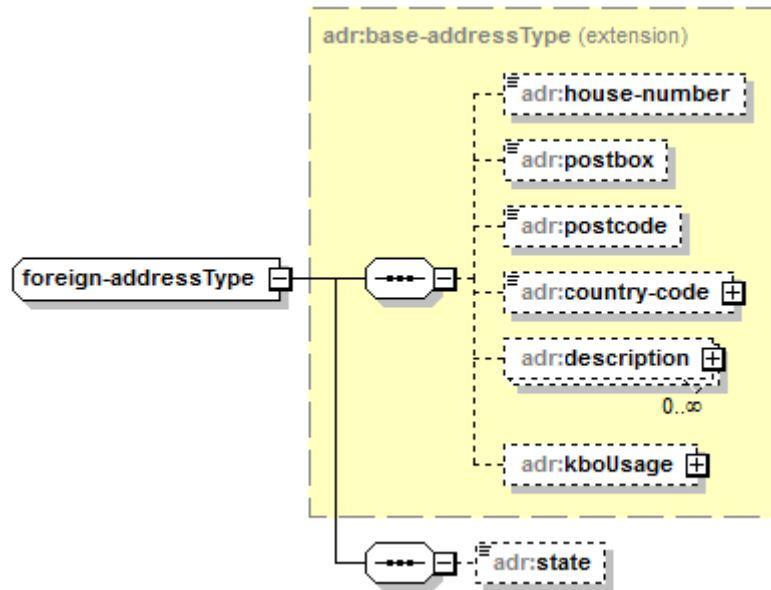 adr:base-addressType (extension)
adr:house-number
adr:postbox
adr:postcode
foreign-addressType
adr:country-code
adr:description
0..∞
adr:kboUsage
adr:state